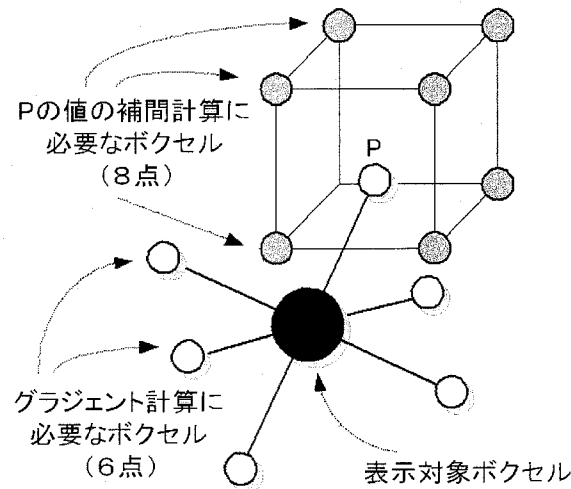 Pの値の補間計算に
必要なボクセル
(8点)
P
グラジェント計算に
必要なボクセル
(6点)
表示対象ボクセル